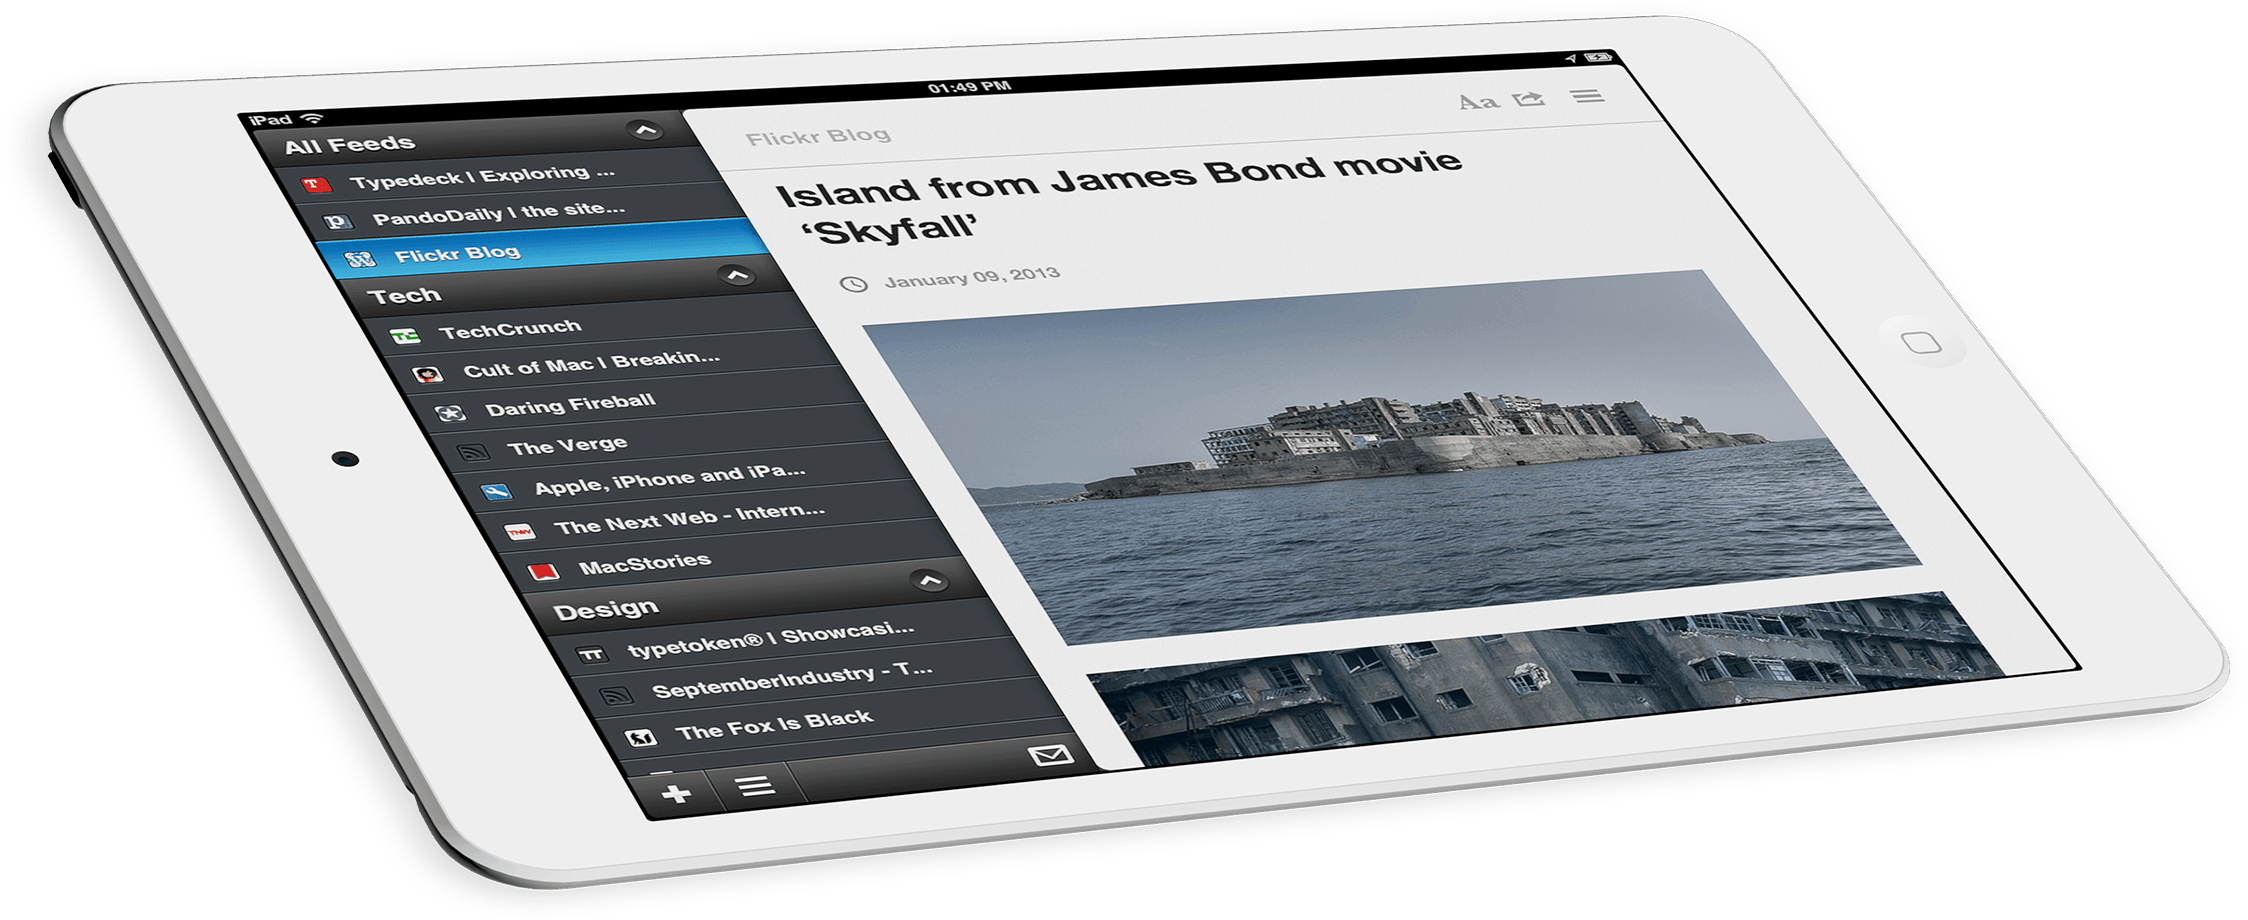 iPad
01:49 PM
All Feeds
Typedeck | Exploring ...
PandoDaily | the site...
Flickr Blog
Tech
TechCrunch
Cult of Mac | Breakin...
Daring Fireball
The Verge
Apple, iPhone and iPa...
The Next Web - Intern...
MacStories
Design
typetoken® | Showcasi...
SeptemberIndustry - T...
The Fox Is Black
Flickr Blog
Aa
Island from James Bond movie
‘Skyfall’
January 09, 2013